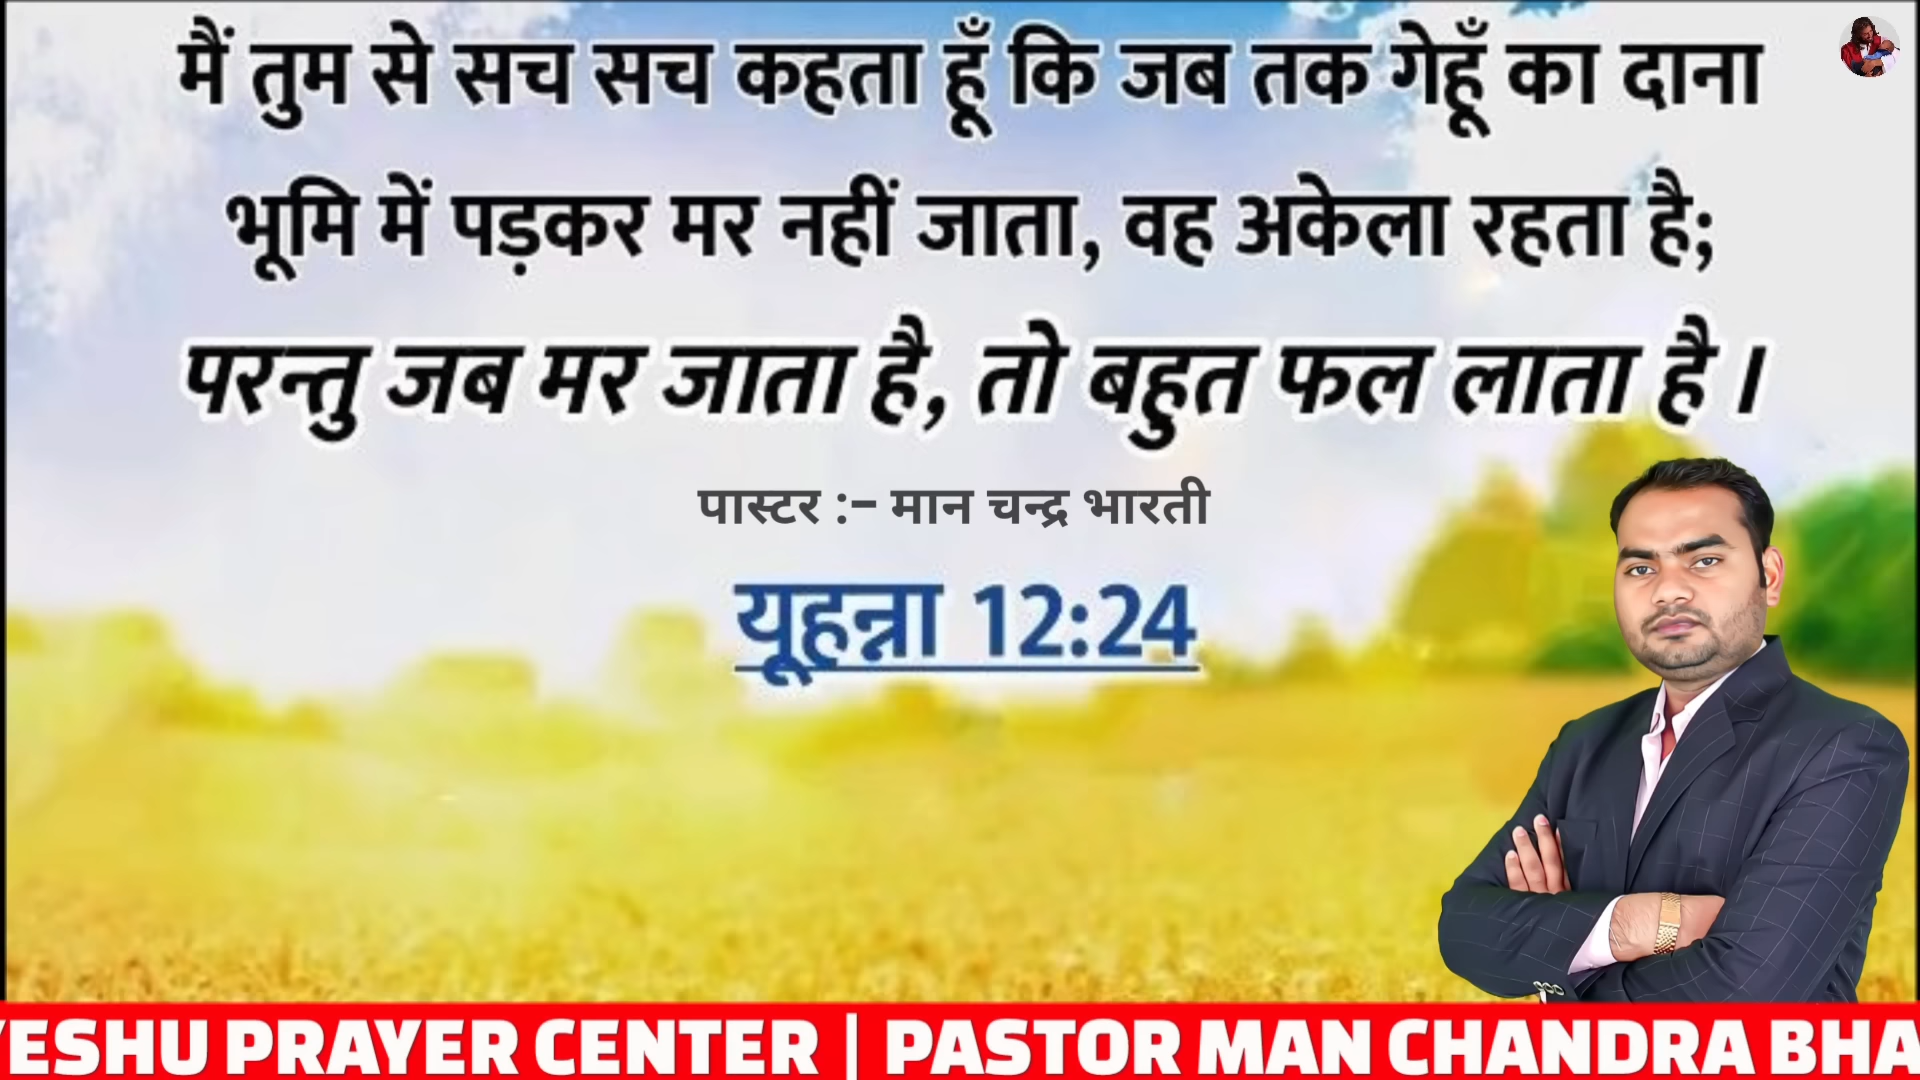 मैं तुम से सच सच कहता हूँ कि जब तक गेहूँ का दाना
भूमि में पड़कर मर नहीं जाता, वह अकेला रहता है;
परन्तु जब मर जाता है, तो बहुत फल लाता है ।
पास्टर :- मान चन्द्र भारती
यूहन्ना 12:24
YESHU PRAYER CENTER | PASTOR MAN CHANDRA BHA